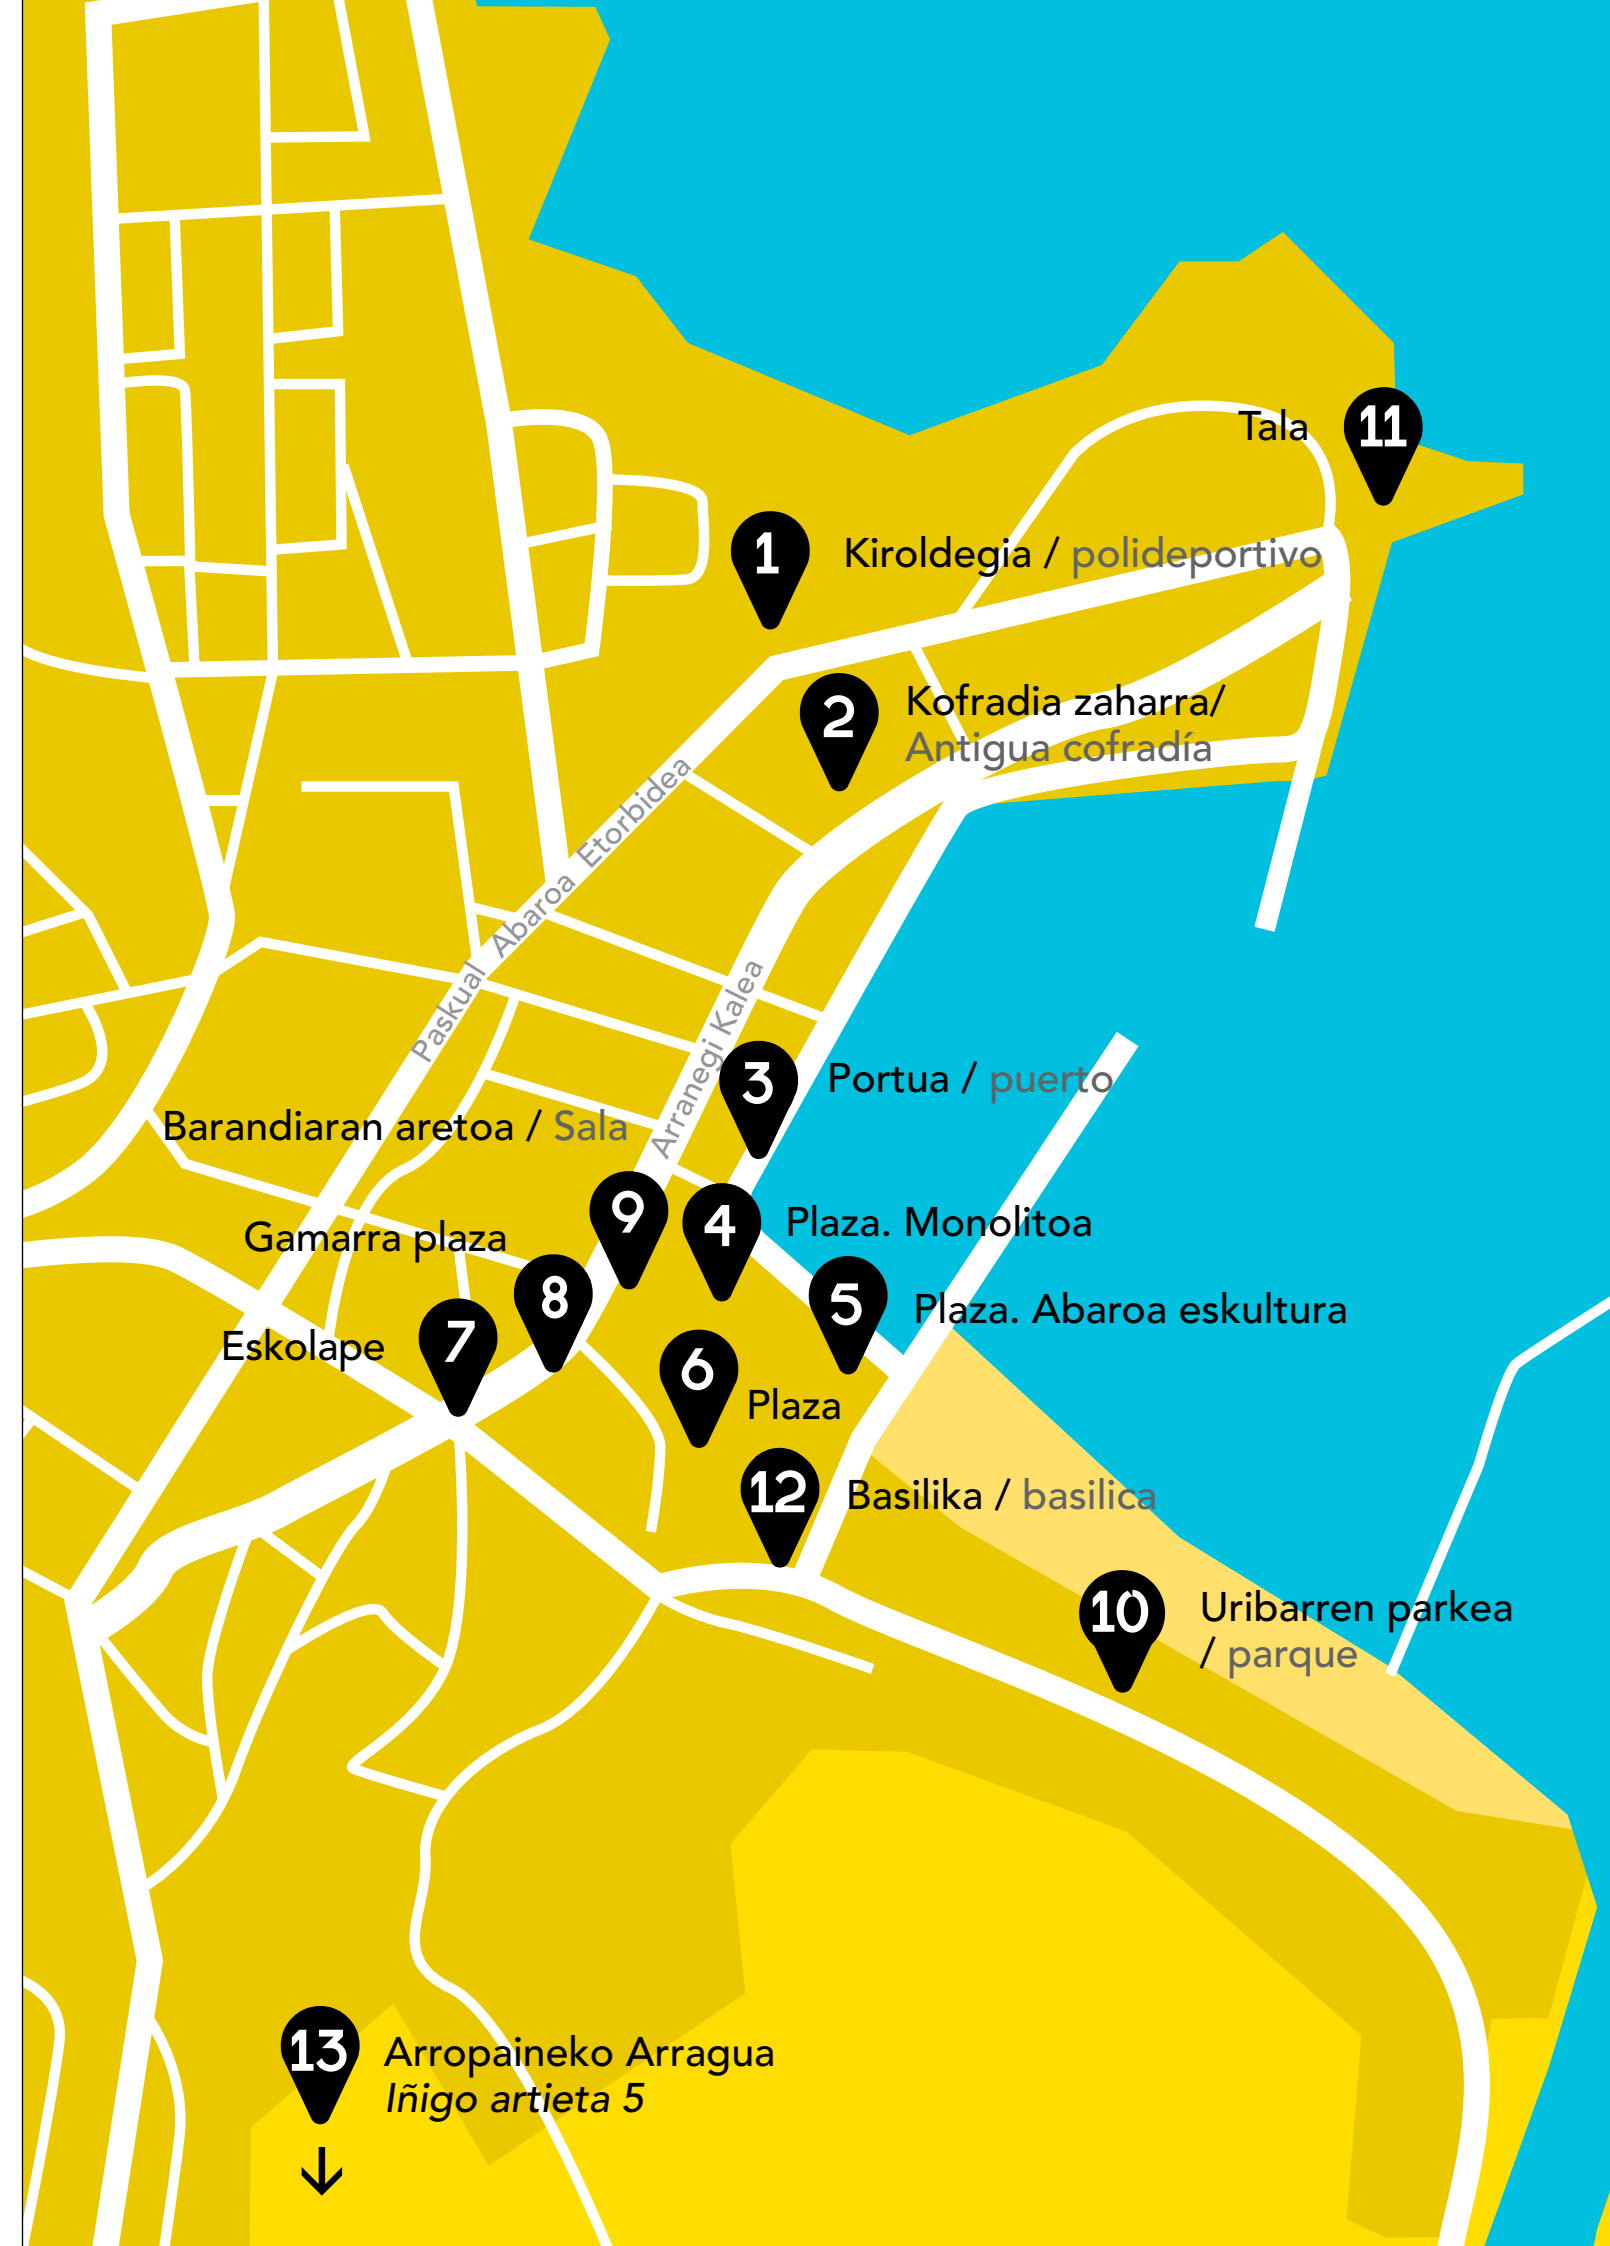 Tala
11
1
Kiroldegia / polideportivo
2
Kofradia zaharra/
Antigua cofradía
Paskual Abaroa Etorbidea
Arranegi Kalea
3
Portua / puerto
Barandiaran aretoa / Sala
9
4
Plaza. Monolitoa
Gamarra plaza
8
5
Plaza. Abaroa eskultura
Eskolape
7
6
Plaza
12
Basilika / basilica
10
Uribarren parkea
/ parque
13
Arropaineko Arragua
Iñigo artieta 5